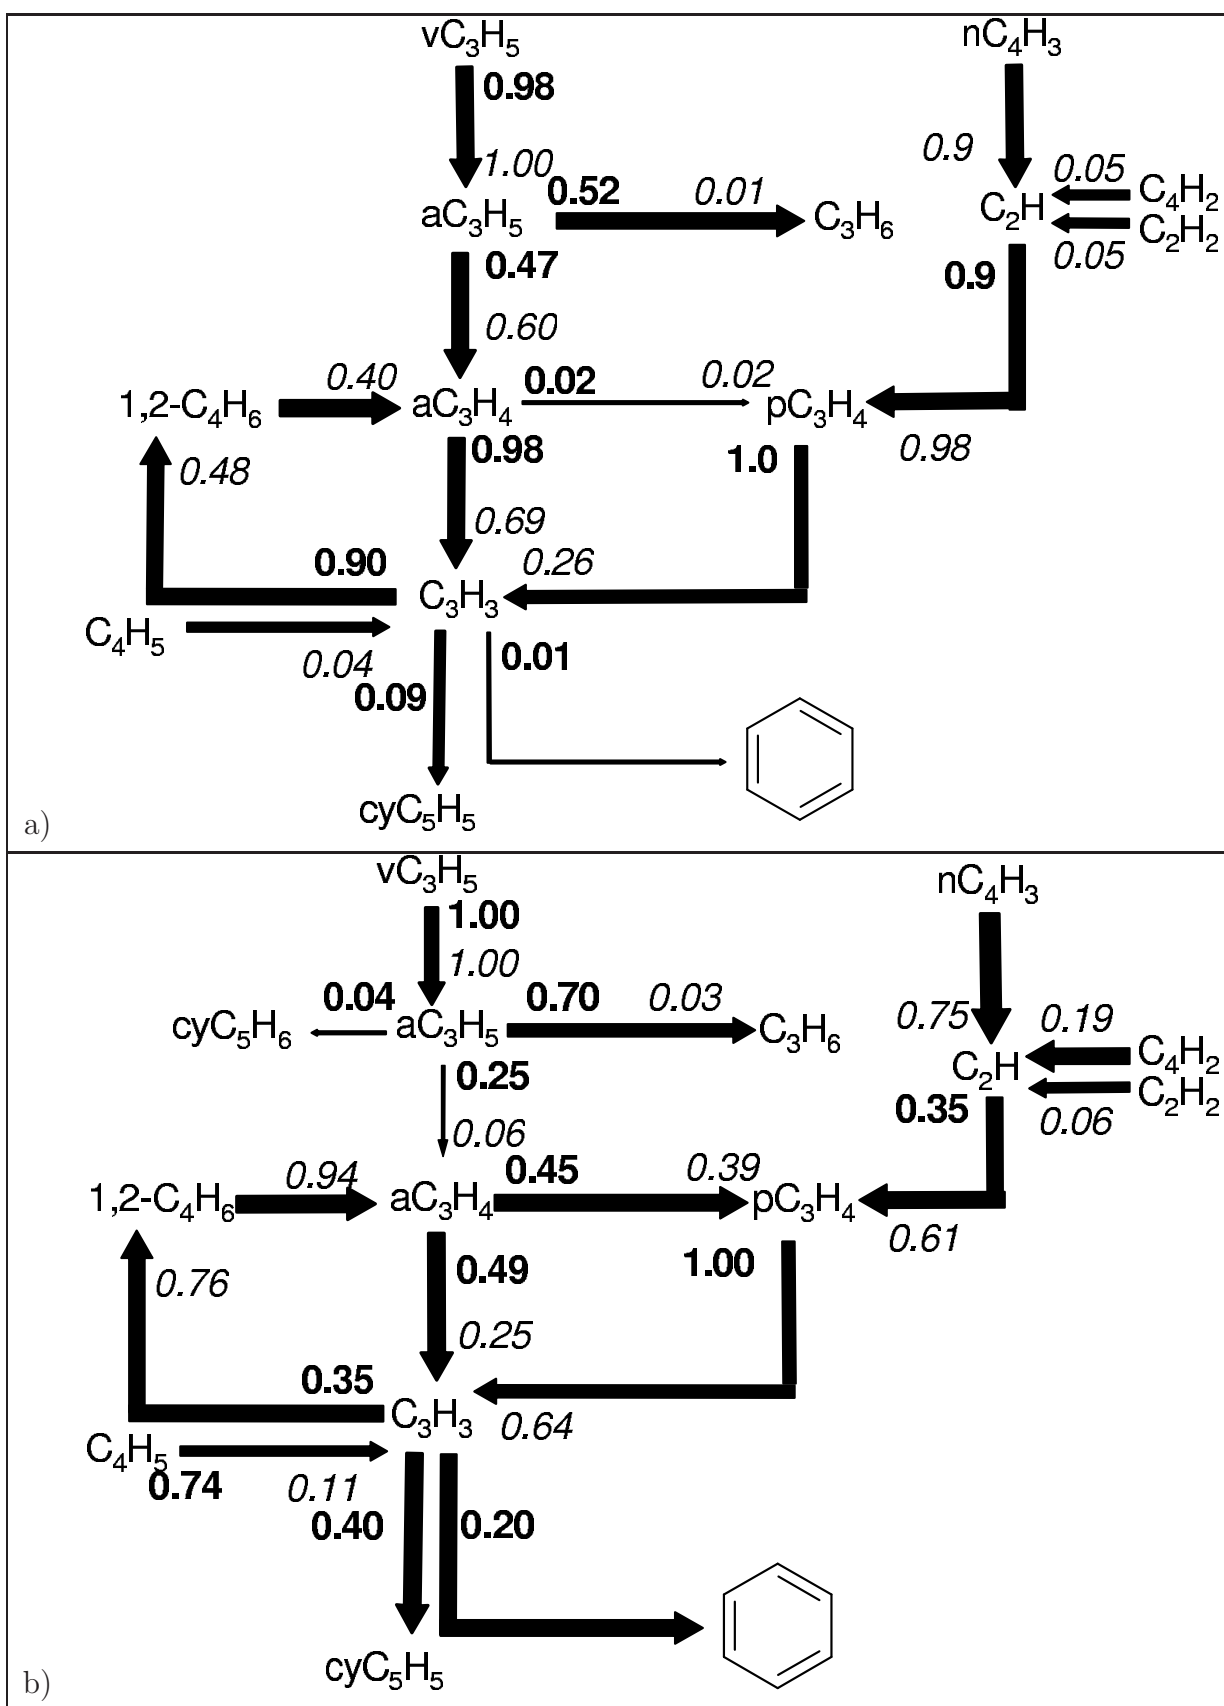 vC₃H₅ nC₄H₃
0.98
0.9
1.00 0.52 0.01 0.05
aC₃H₅ C₃H₆ C₂H C₄H₂
C₂H₂
0.47 0.9 0.05
0.60
0.40 0.02 0.02
1,2-C₄H₆ aC₃H₄ pC₃H₄
0.48 0.98 1.0 0.98
0.69
0.90 0.26
C₃H₃
C₄H₅
0.04 0.01
0.09
cyC₅H₅
a)
vC₃H₅ nC₄H₃
1.00
1.00
0.04 0.70 0.03 0.75 0.19
cyC₅H₆ aC₃H₅ C₃H₆ C₄H₂
C₂H
C₂H₂
0.25 0.35 0.06
0.06
0.94 0.45 0.39
1,2-C₄H₆ aC₃H₄ pC₃H₄
0.61
0.76 0.49 1.00
0.25
0.35
C₃H₃ 0.64
C₄H₅
0.74 0.11
0.40 0.20
cyC₅H₅
b)